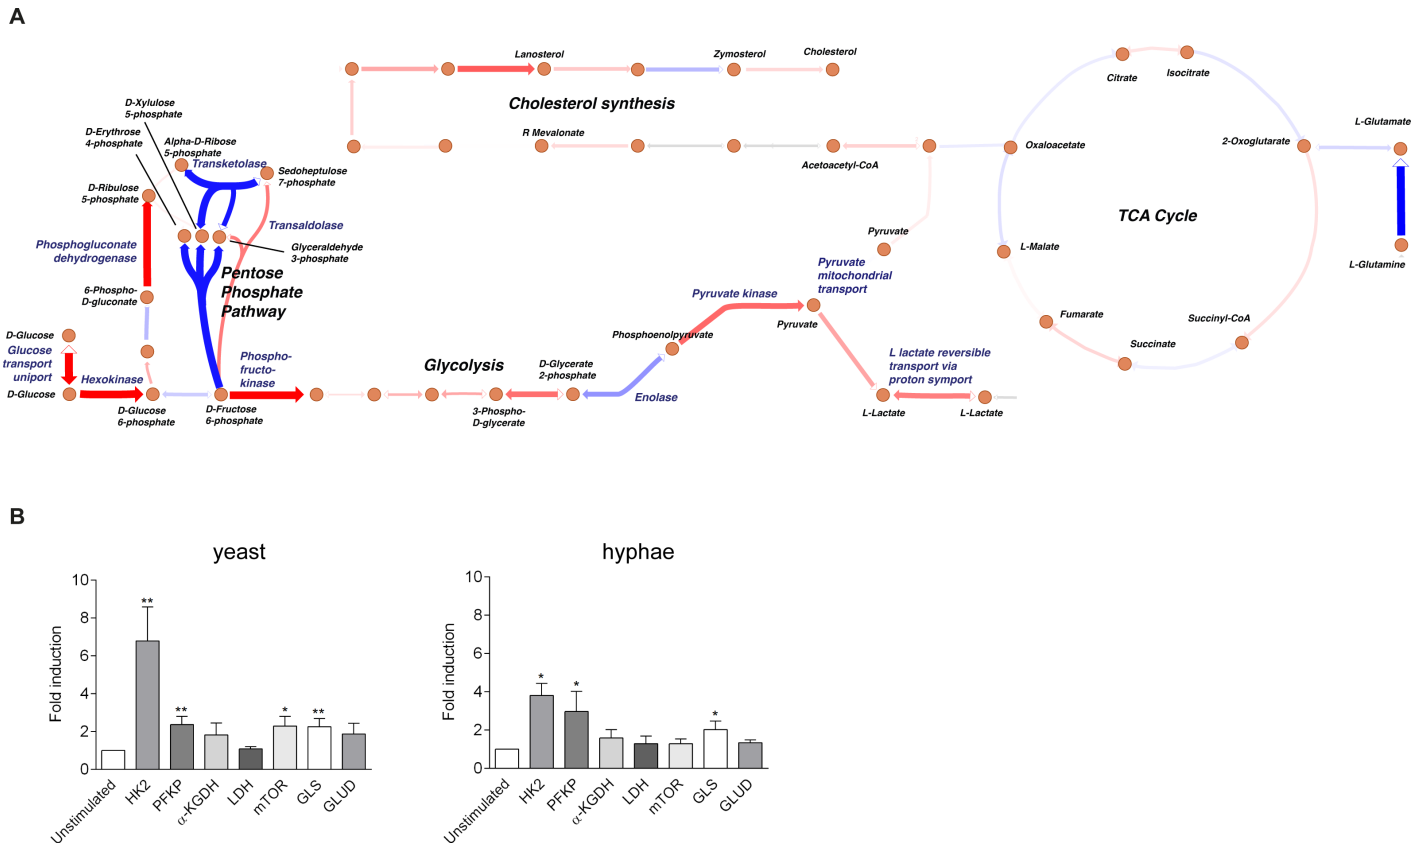 A
Lanosterol
Zymosterol
Cholesterol
Cholesterol synthesis
R Mevalonate
Acetoacetyl-CoA
Citrate
Isocitrate
Oxaloacetate
2-Oxoglutarate
L-Glutamate
TCA Cycle
L-Malate
L-Glutamine
Fumarate
Succinate
Succinyl-CoA
D-Xylulose
5-phosphate
D-Erythrose
4-phosphate
Alpha-D-Ribose
5-phosphate
Transketolase
Sedoheptulose
7-phosphate
D-Ribulose
5-phosphate
Transaldolase
Phosphogluconate
dehydrogenase
Glyceraldehyde
3-phosphate
Pentose
Phosphate
Pathway
6-Phospho-
D-gluconate
D-Glucose
Glucose
transport
uniport
Hexokinase
D-Glucose
D-Glucose
6-phosphate
Phospho-
fructo-
kinase
D-Fructose
6-phosphate
Glycolysis
3-Phospho-
D-glycerate
D-Glycerate
2-phosphate
Enolase
Phosphoenolpyruvate
Pyruvate kinase
Pyruvate
Pyruvate
Pyruvate
mitochondrial
transport
L lactate reversible
transport via
proton symport
L-Lactate
L-Lactate
B
yeast
Fold induction
10
8
6
4
2
0
**
**
*
**
Unstimulated
HK2
PFKP
α-KGDH
LDH
mTOR
GLS
GLUD
hyphae
Fold induction
10
8
6
4
2
0
*
*
*
Unstimulated
HK2
PFKP
α-KGDH
LDH
mTOR
GLS
GLUD